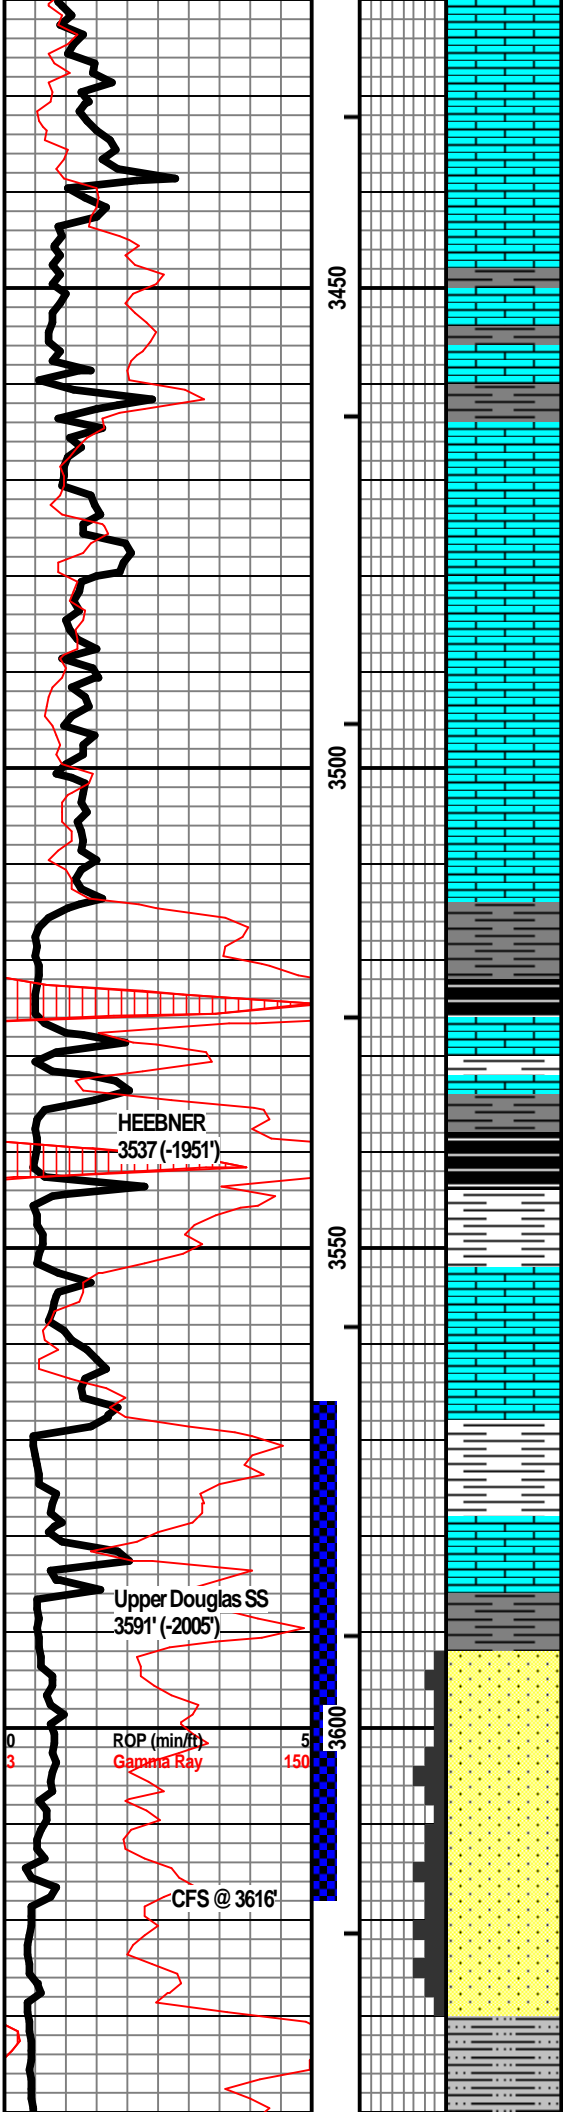 3450
3500
HEEBNER
3537 (-1951')
3550
Upper Douglas SS
3591' (-2005')
3600
0 ROP (min/ft) 5
3 Gamma Ray 150
CFS @ 3616'